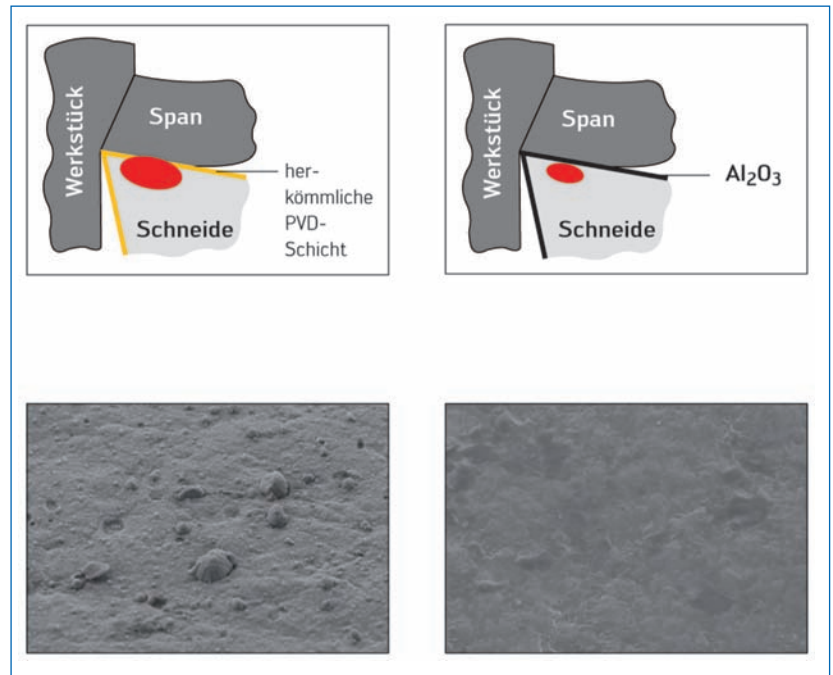 Werkstück
Span
Schneide
her-
kömmliche
PVD-
Schicht
Werkstück
Span
Schneide
Al₂O₃